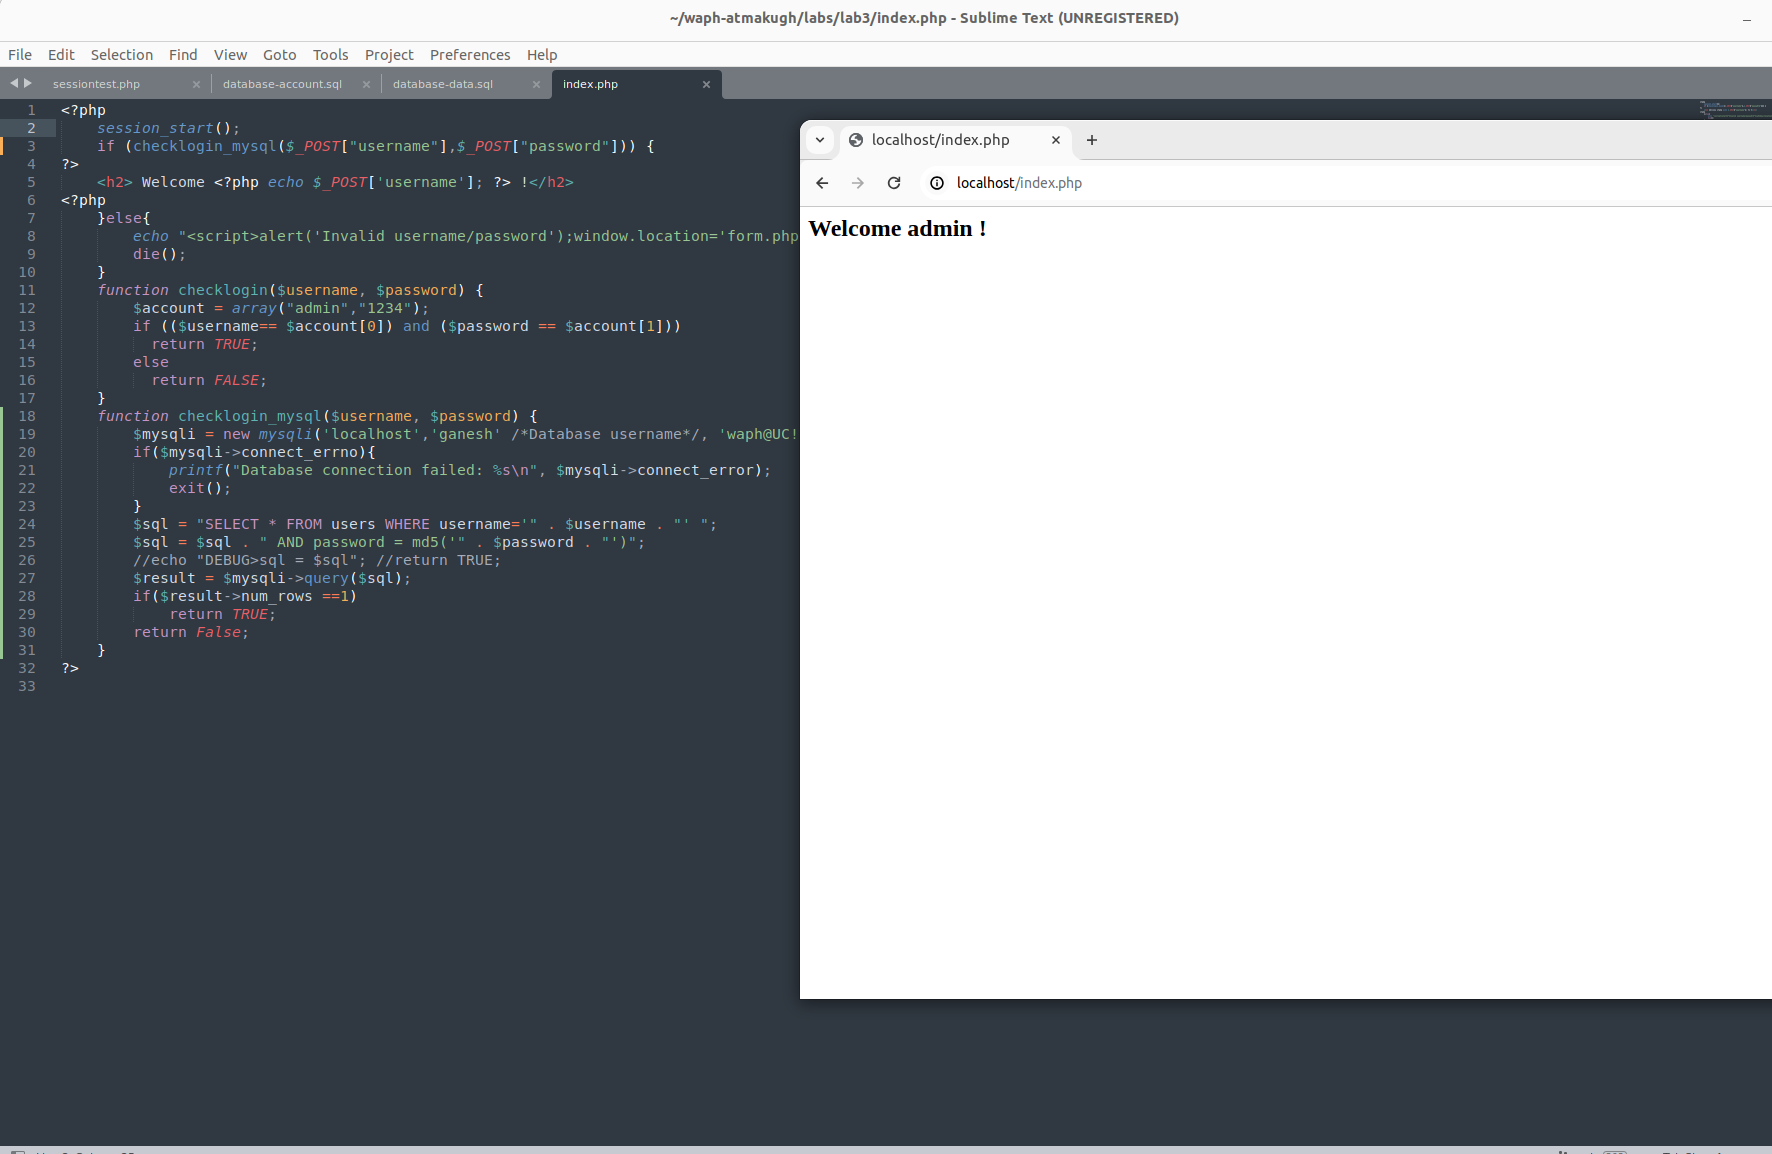 ~/waph-atmakugh/labs/lab3/index.php - Sublime Text (UNREGISTERED)
File Edit Selection Find View Goto Tools Project Preferences Help
sessiontest.php database-account.sql database-data.sql index.php
1 <?php
2 session_start();
3 if (checklogin_mysql($_POST["username"],$_POST["password"])) {
4 ?>
5 <h2> Welcome <?php echo $_POST['username']; ?> !</h2>
6 <?php
7 }else{
8 echo "<script>alert('Invalid username/password');window.location='form.php
9 die();
10 }
11 function checklogin($username, $password) {
12 $account = array("admin","1234");
13 if (($username== $account[0]) and ($password == $account[1]))
14 return TRUE;
15 else
16 return FALSE;
17 }
18 function checklogin_mysql($username, $password) {
19 $mysqli = new mysqli('localhost','ganesh' /*Database username*/, 'waph@UC!
20 if($mysqli->connect_errno){
21 printf("Database connection failed: %s\n", $mysqli->connect_error);
22 exit();
23 }
24 $sql = "SELECT * FROM users WHERE username='" . $username . "' ";
25 $sql = $sql . " AND password = md5('" . $password . "')";
26 //echo "DEBUG>sql = $sql"; //return TRUE;
27 $result = $mysqli->query($sql);
28 if($result->num_rows ==1)
29 return TRUE;
30 return False;
31 }
32 ?>
33
localhost/index.php
localhost/index.php
Welcome admin !